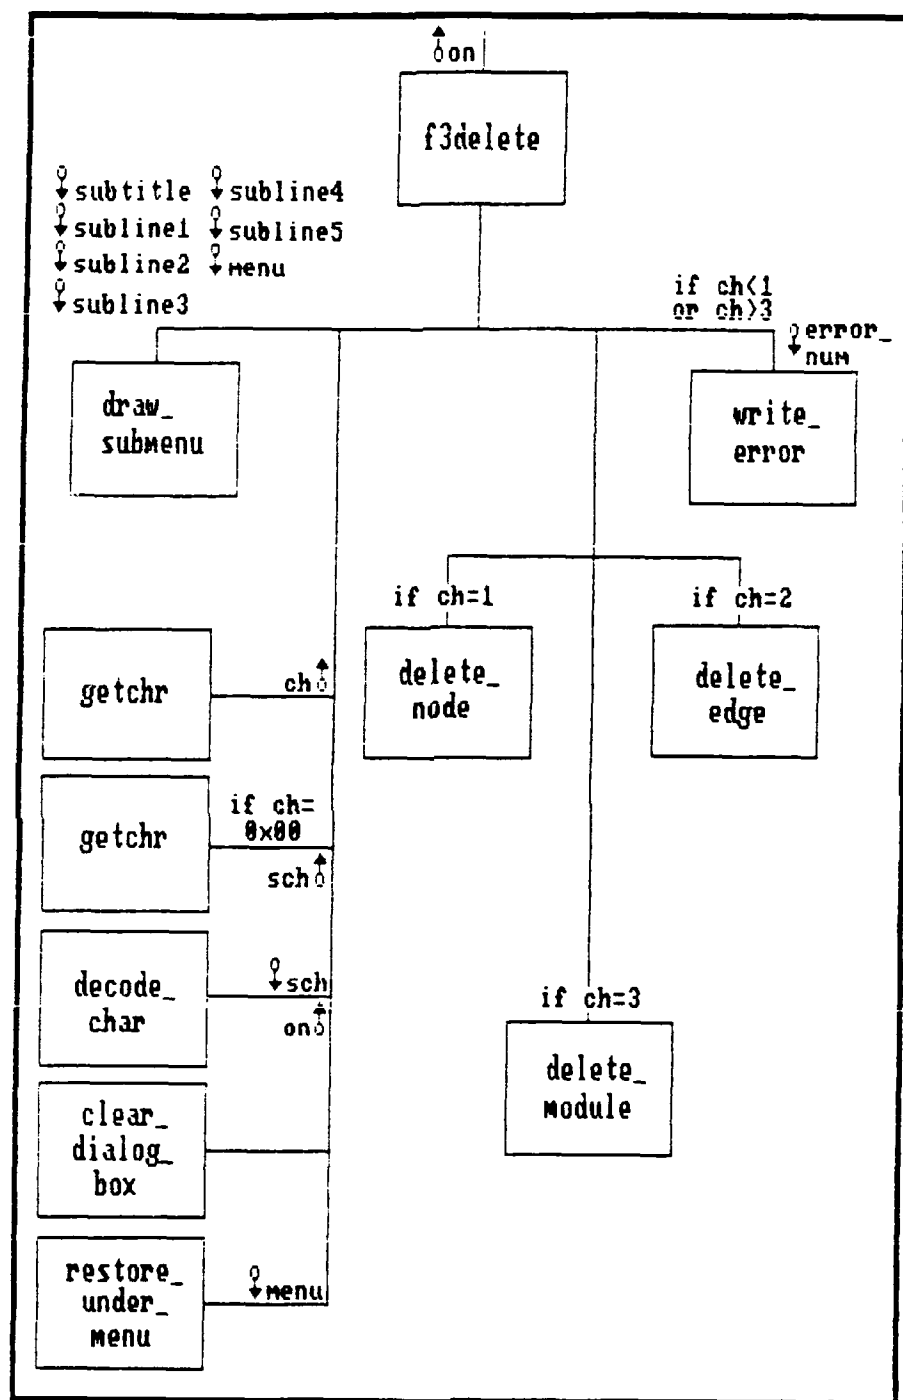 on
f3delete
subtitle subline4
subline1 subline5
subline2 menu
subline3
if ch<1
or ch>3
error_
num
draw_
submenu
write_
error
if ch=1
if ch=2
delete_
node
delete_
edge
getchr
ch
getchr
if ch=
0x00
sch
decode_
char
sch
on
if ch=3
delete_
module
clear_
dialog_
box
restore_
under_
menu
menu